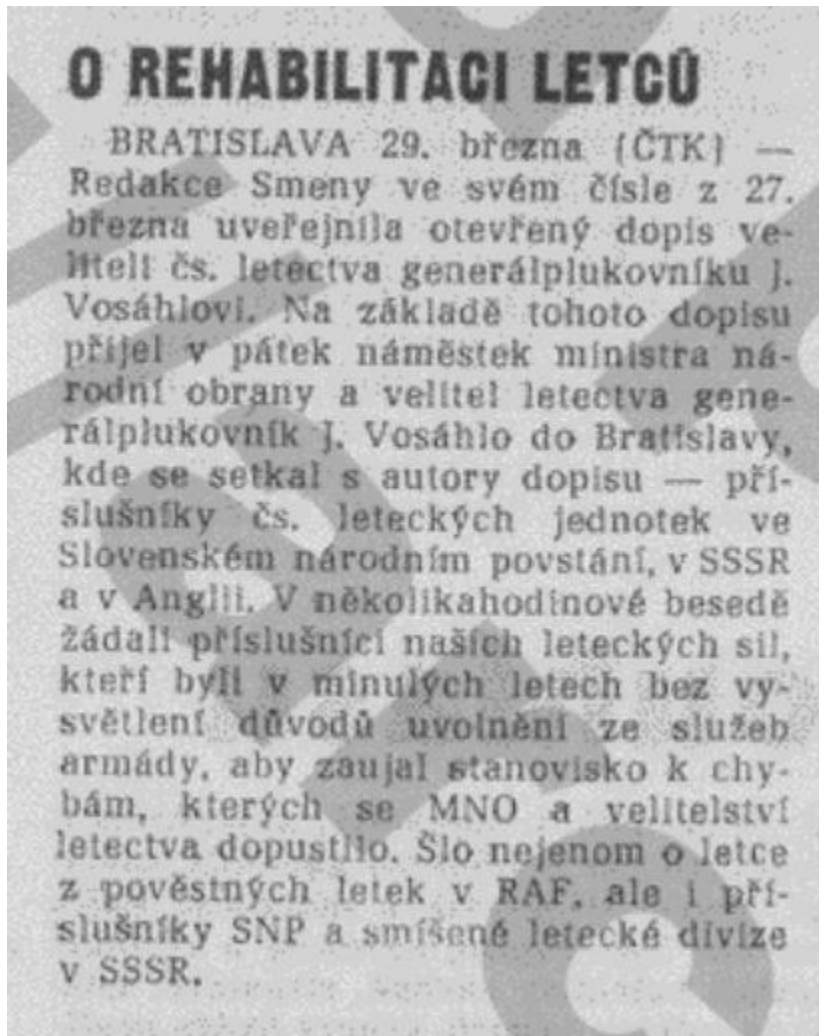 O REHABILITACI LETCŮ
BRATISLAVA 29. března (ČTK) —
Redakce Smeny ve svém čísle z 27.
března uveřejnila otevřený dopis ve-
liteli čs. letectva generálplukovníku J.
Vosáhlovi. Na základě tohoto dopisu
přijel v pátek náměstek ministra ná-
rodní obrany a velitel letectva gene-
rálplukovník J. Vosáhlo do Bratislavy,
kde se setkal s autory dopisu — pří-
slušníky čs. leteckých jednotek ve
Slovenském národním povstání, v SSSR
a v Anglii. V několikahodinové besedě
žádali příslušníci našich leteckých sil,
kteří byli v minulých letech bez vy-
světlení důvodů uvolněni ze služeb
armády, aby zaujal stanovisko k chy-
bám, kterých se MNO a velitelství
letectva dopustilo. Šlo nejenom o letce
z pověstných letek v RAF, ale i pří-
slušníky SNP a smíšené letecké divize
v SSSR.